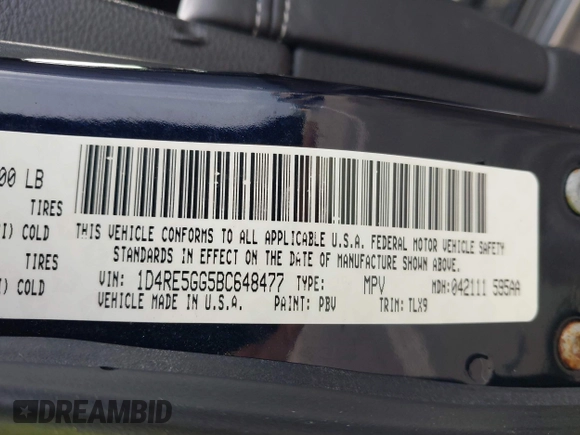 00 LB
TIRES
I) COLD
TIRES
I) COLD
THIS VEHICLE CONFORMS TO ALL APPLICABLE U.S.A. FEDERAL MOTOR VEHICLE SAFETY
STANDARDS IN EFFECT ON THE DATE OF MANUFACTURE SHOWN ABOVE.
VIN: 1D4RE5GG5BC648477 TYPE: MPV MDH: 042111 595AA
VEHICLE MADE IN U.S.A. PAINT: PBV TRIM: TLX9
DREAMBID